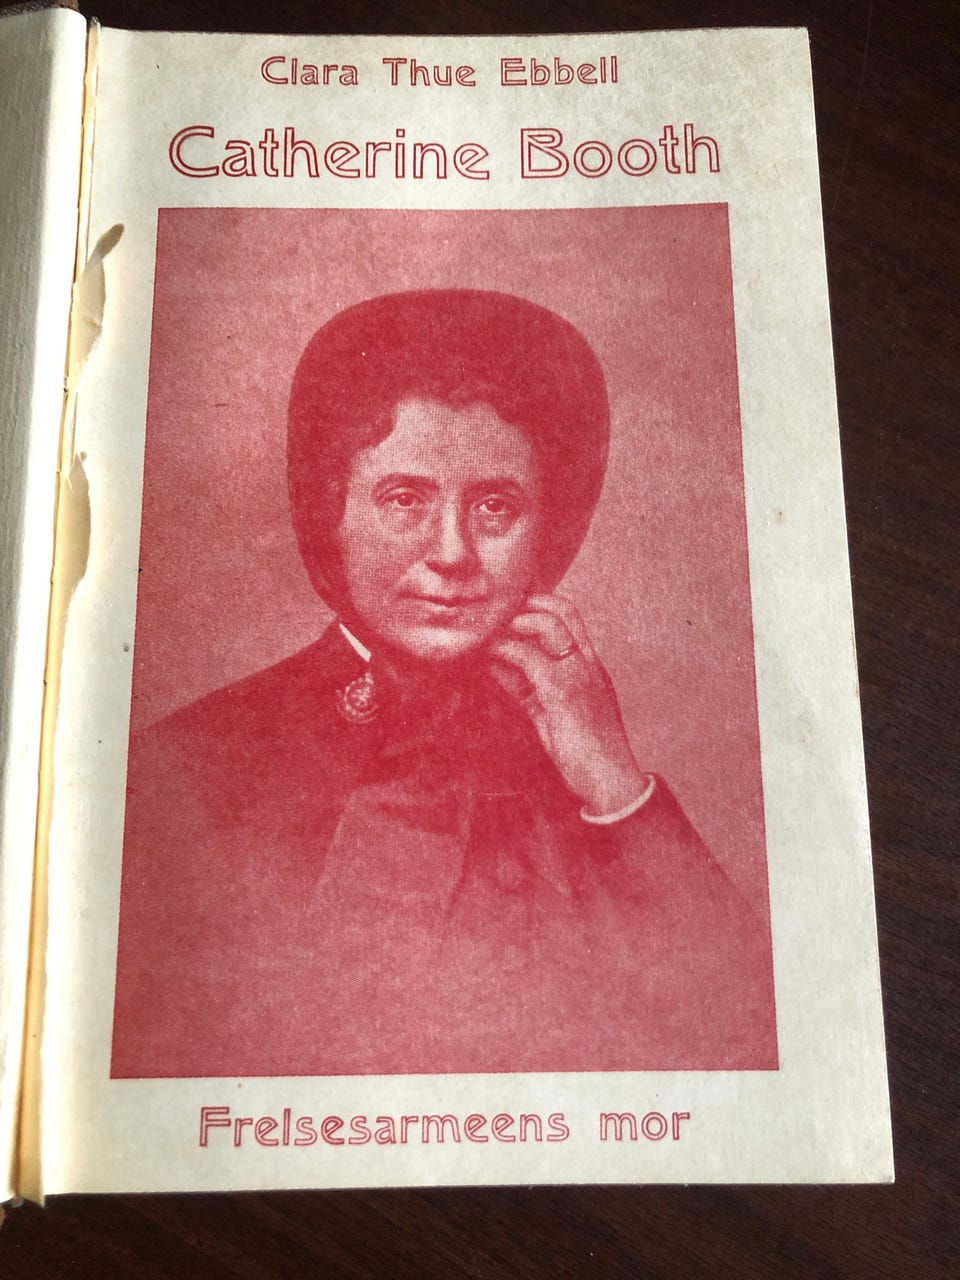 Clara Thue Ebbell
Catherine Booth
Frelsesarmeens mor